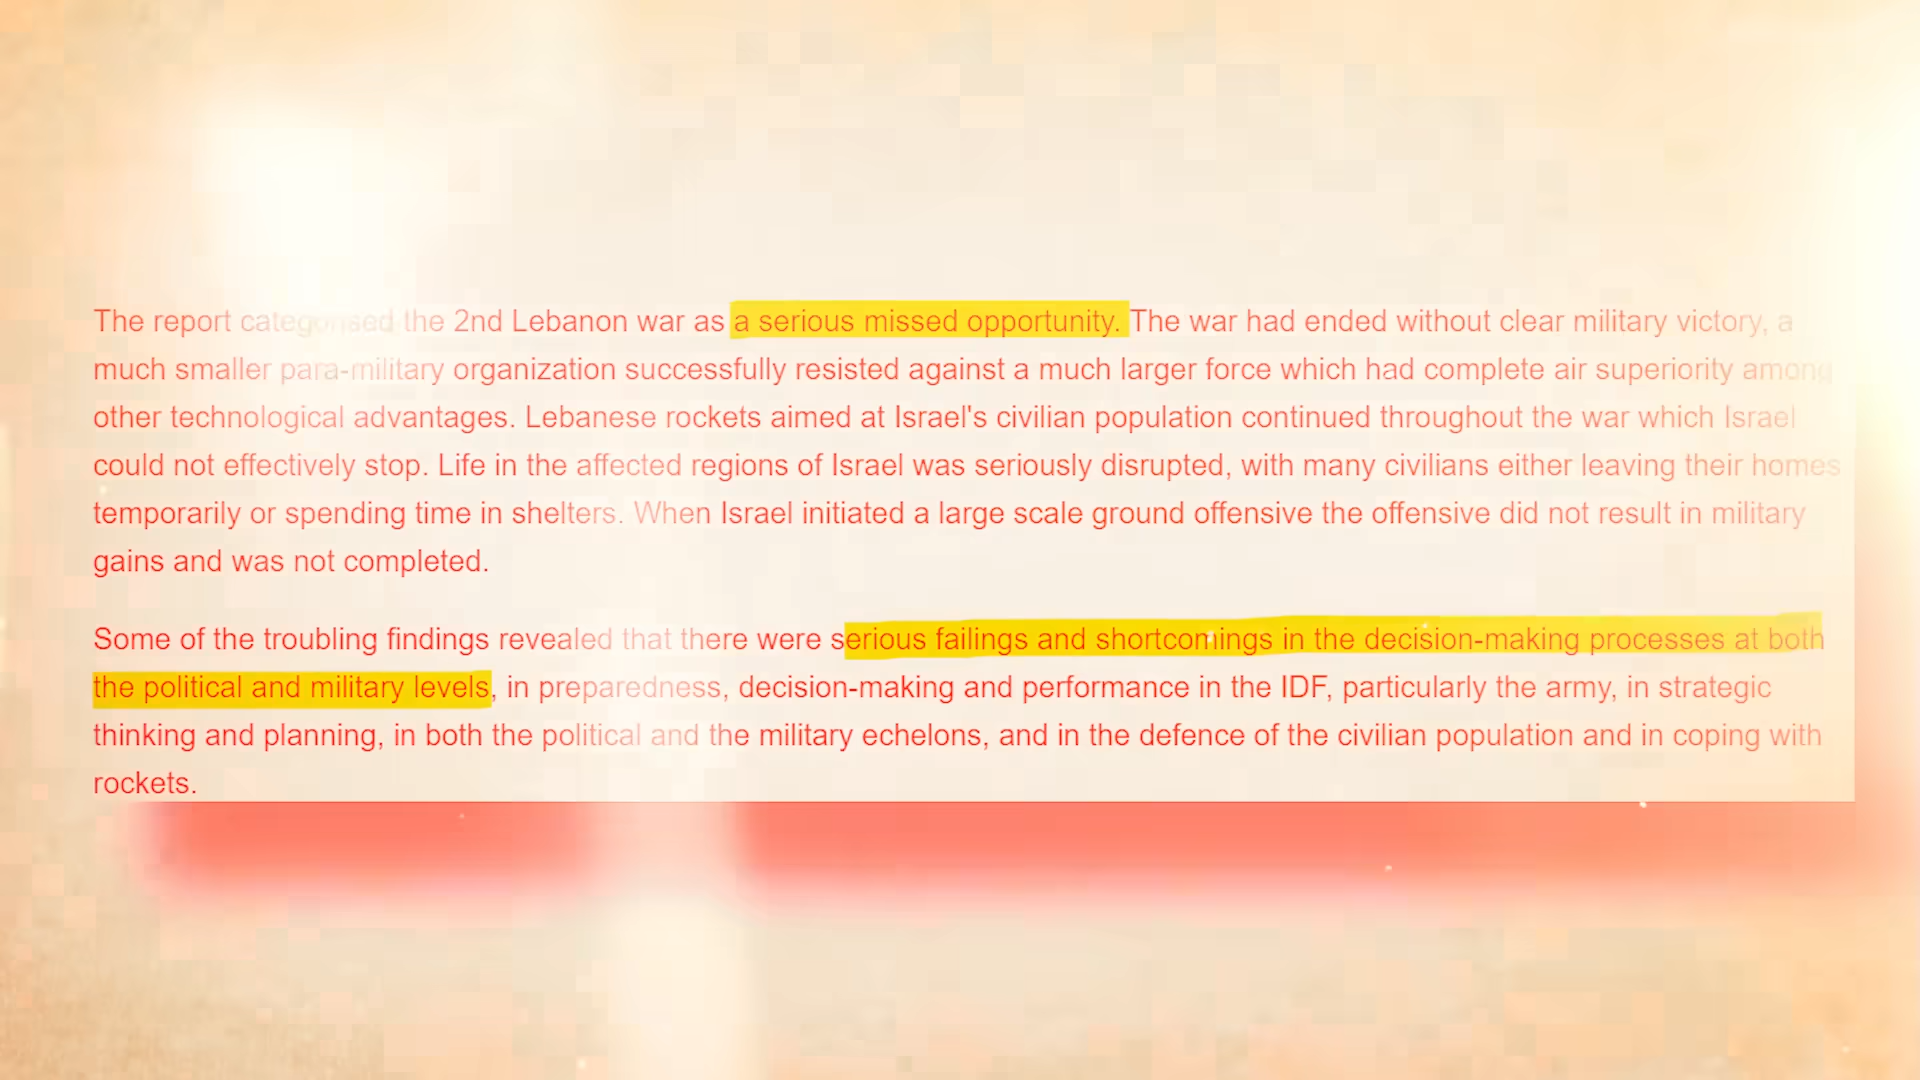 The report categorised the 2nd Lebanon war as a serious missed opportunity. The war had ended without clear military victory, a
much smaller para-military organization successfully resisted against a much larger force which had complete air superiority among
other technological advantages. Lebanese rockets aimed at Israel's civilian population continued throughout the war which Israel
could not effectively stop. Life in the affected regions of Israel was seriously disrupted, with many civilians either leaving their homes
temporarily or spending time in shelters. When Israel initiated a large scale ground offensive the offensive did not result in military
gains and was not completed.
Some of the troubling findings revealed that there were serious failings and shortcomings in the decision-making processes at both
the political and military levels, in preparedness, decision-making and performance in the IDF, particularly the army, in strategic
thinking and planning, in both the political and the military echelons, and in the defence of the civilian population and in coping with
rockets.